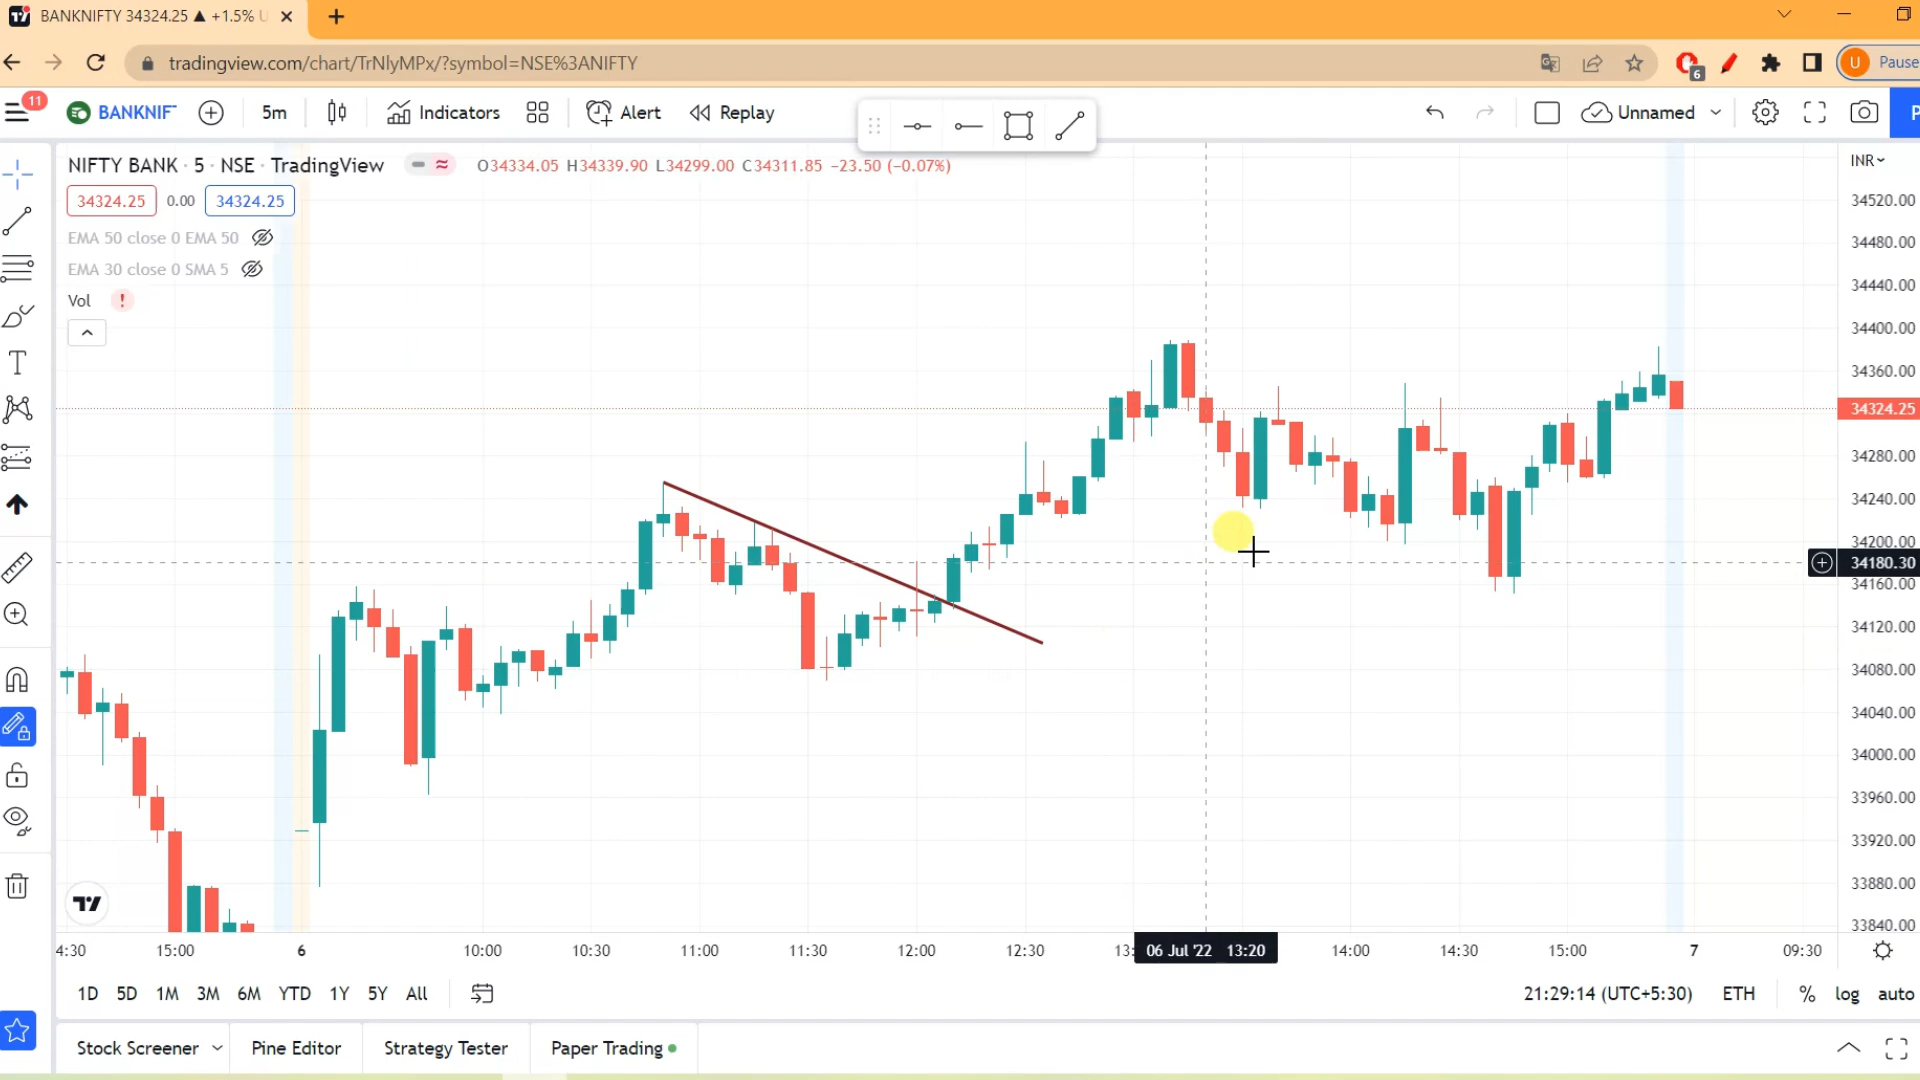 BANKNIFTY 34324.25 ▲ +1.5% U
tradingview.com/chart/TrNlyMPx/?symbol=NSE%3ANIFTY
6
U
Pause
11
BANKNIF
5m
Indicators
Alert
Replay
Unnamed
P
NIFTY BANK · 5 · NSE · TradingView
O34334.05 H34339.90 L34299.00 C34311.85 −23.50 (−0.07%)
INR
34324.25
0.00
34324.25
EMA 50 close 0 EMA 50
EMA 30 close 0 SMA 5
Vol
!
34520.00
34480.00
34440.00
34400.00
34360.00
34324.25
34280.00
34240.00
34200.00
34180.30
34160.00
34120.00
34080.00
34040.00
34000.00
33960.00
33920.00
33880.00
33840.00
4:30
15:00
6
10:00
10:30
11:00
11:30
12:00
12:30
13:
06 Jul '22 13:20
14:00
14:30
15:00
7
09:30
1D 5D 1M 3M 6M YTD 1Y 5Y All
21:29:14 (UTC+5:30)
ETH
% log auto
Stock Screener
Pine Editor
Strategy Tester
Paper Trading